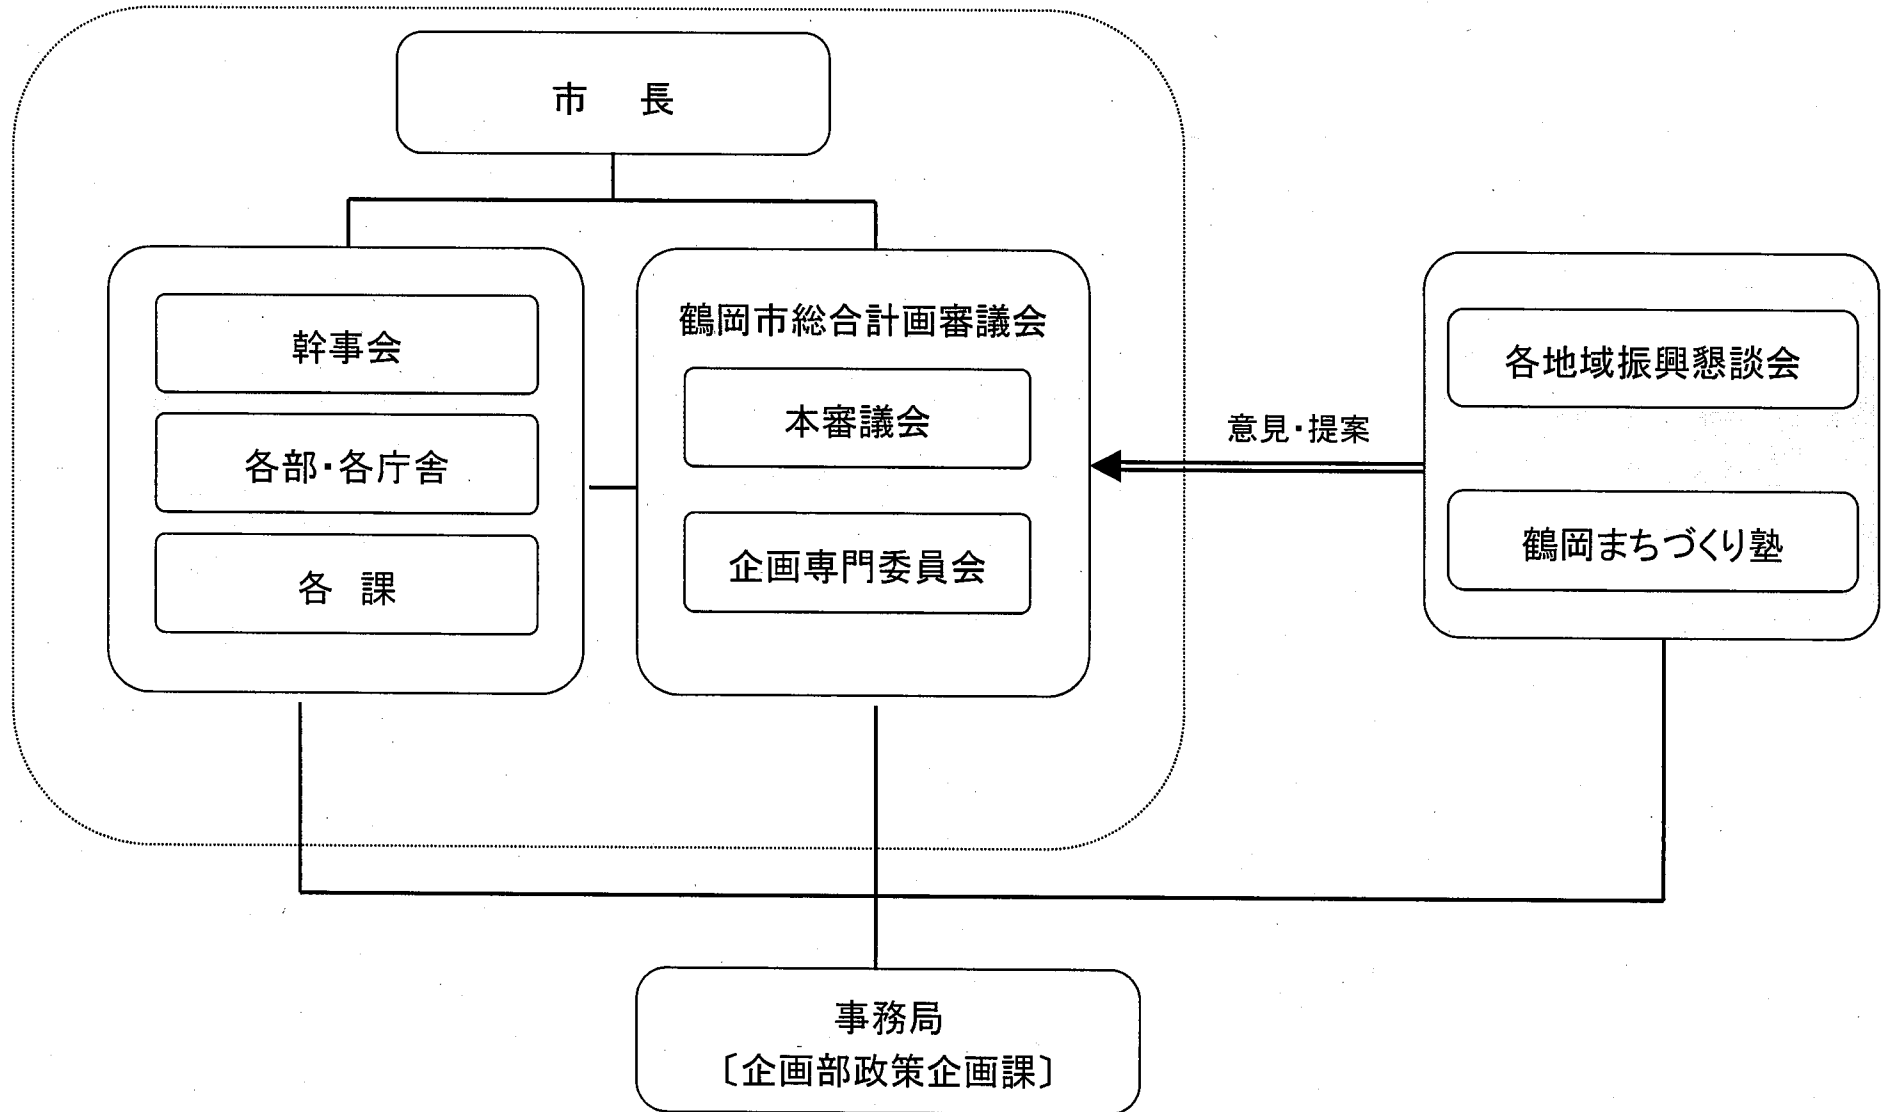 市　長
幹事会
各部・各庁舎
各　課
鶴岡市総合計画審議会
本審議会
企画専門委員会
意見・提案
各地域振興懇談会
鶴岡まちづくり塾
事務局
〔企画部政策企画課〕